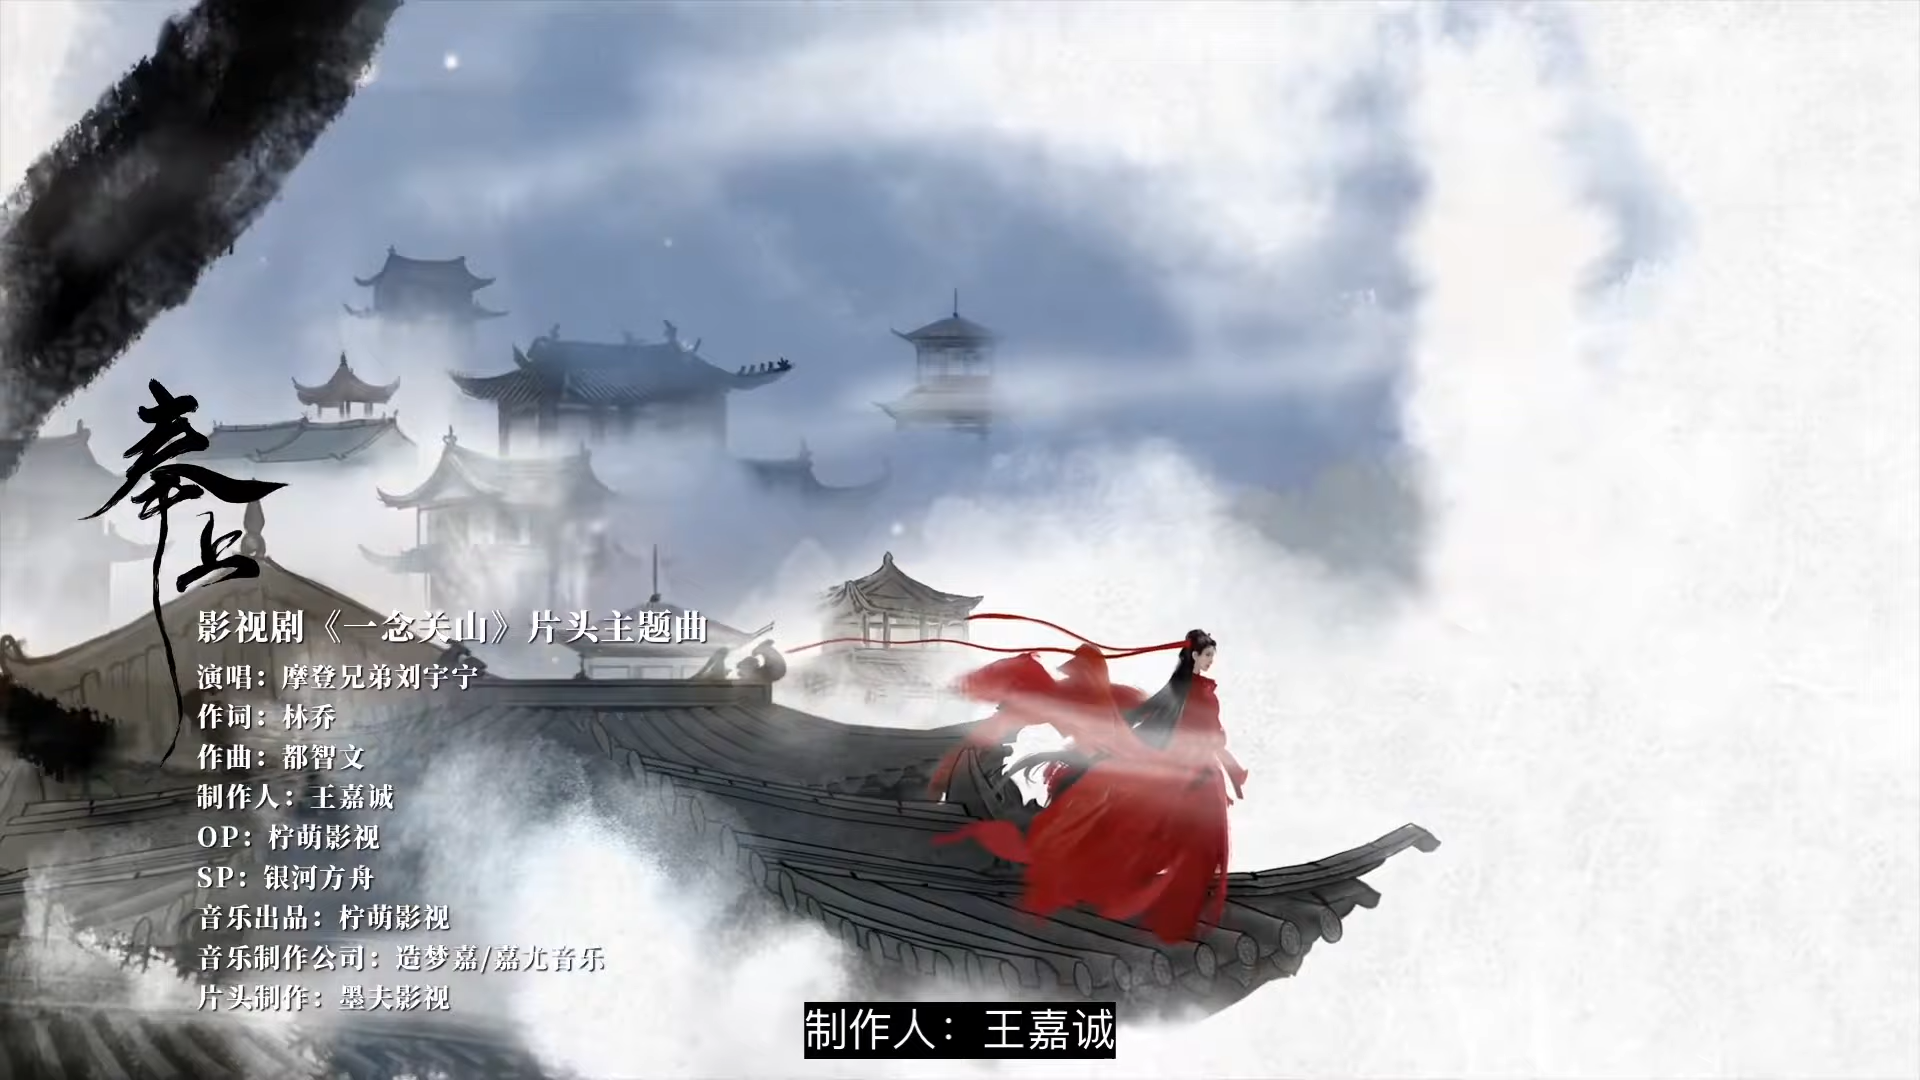 奉上
影视剧《一念关山》片头主题曲
演唱：摩登兄弟刘宇宁
作词：林乔
作曲：都智文
制作人：王嘉诚
OP：柠萌影视
SP：银河方舟
音乐出品：柠萌影视
音乐制作公司：造梦嘉/嘉尤音乐
片头制作：墨夫影视
制作人：王嘉诚